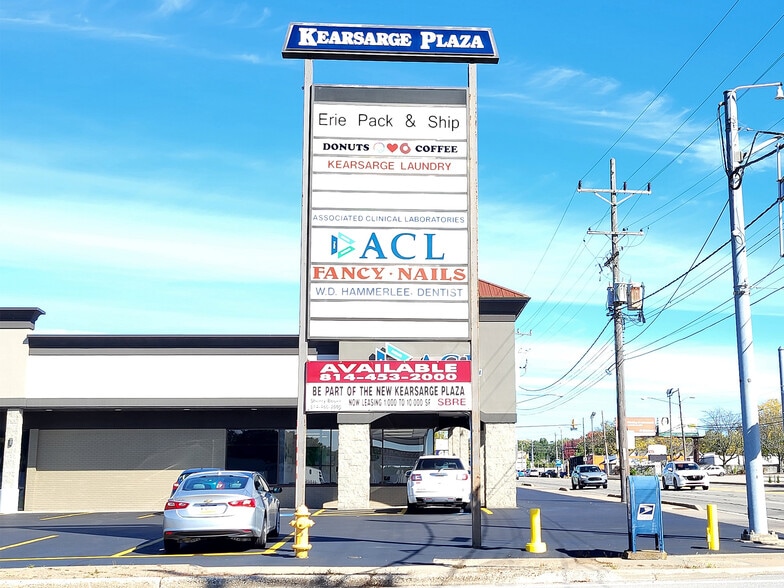 KEARSARGE PLAZA
Erie Pack & Ship
DONUTS COFFEE
KEARSARGE LAUNDRY
ASSOCIATED CLINICAL LABORATORIES
ACL
FANCY · NAILS
W.D. HAMMERLEE- DENTIST
AVAILABLE
814-453-2000
BE PART OF THE NEW KEARSARGE PLAZA
NOW LEASING 1,000 TO 10,000 SF SBRE
ACL